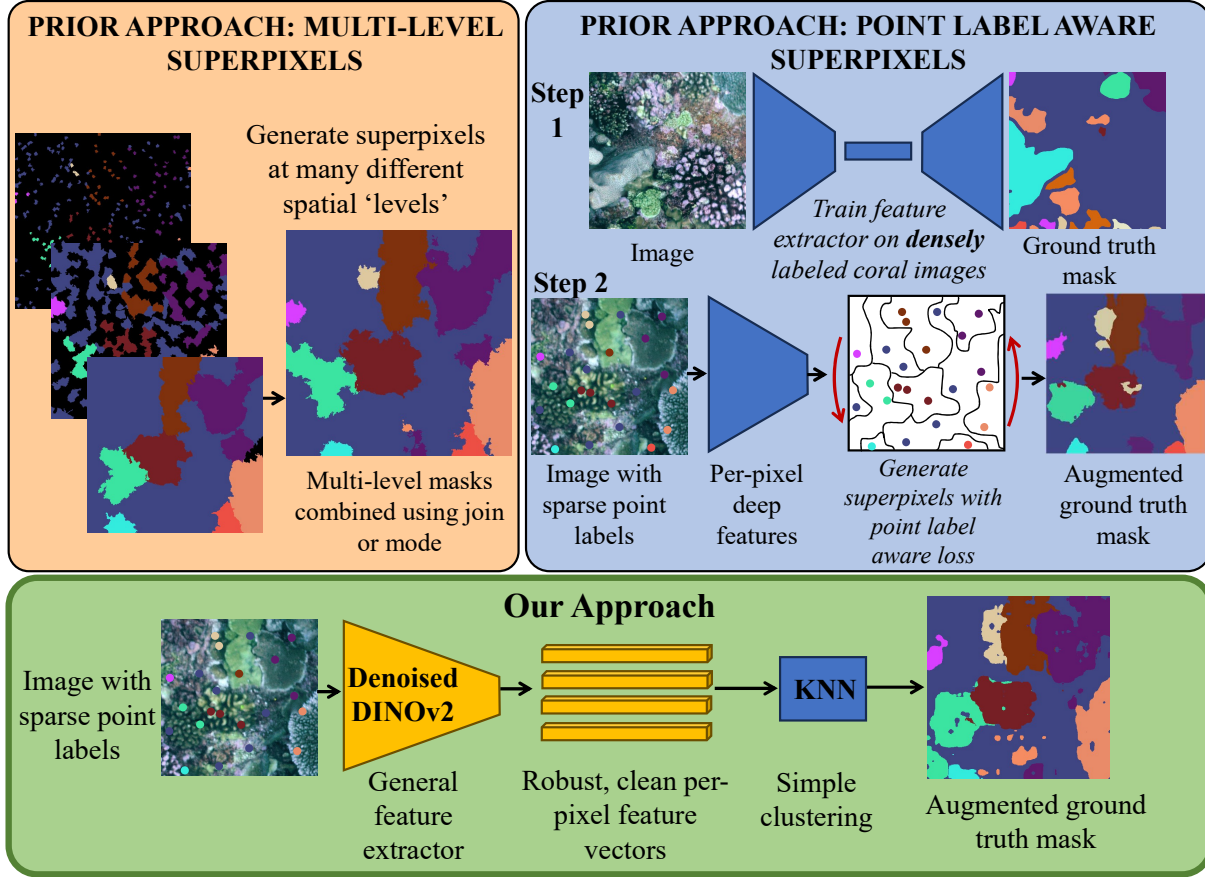 PRIOR APPROACH: MULTI-LEVEL
SUPERPIXELS
Generate superpixels
at many different
spatial ‘levels’
Multi-level masks
combined using join
or mode
PRIOR APPROACH: POINT LABEL AWARE
SUPERPIXELS
Step
1
Image
Train feature
extractor on densely
labeled coral images
Ground truth
mask
Step 2
Image with
sparse point
labels
Per-pixel
deep
features
Generate
superpixels with
point label
aware loss
Augmented
ground truth
mask
Our Approach
Image with
sparse point
labels
Denoised
DINOv2
General
feature
extractor
Robust, clean per-
pixel feature
vectors
KNN
Simple
clustering
Augmented ground
truth mask